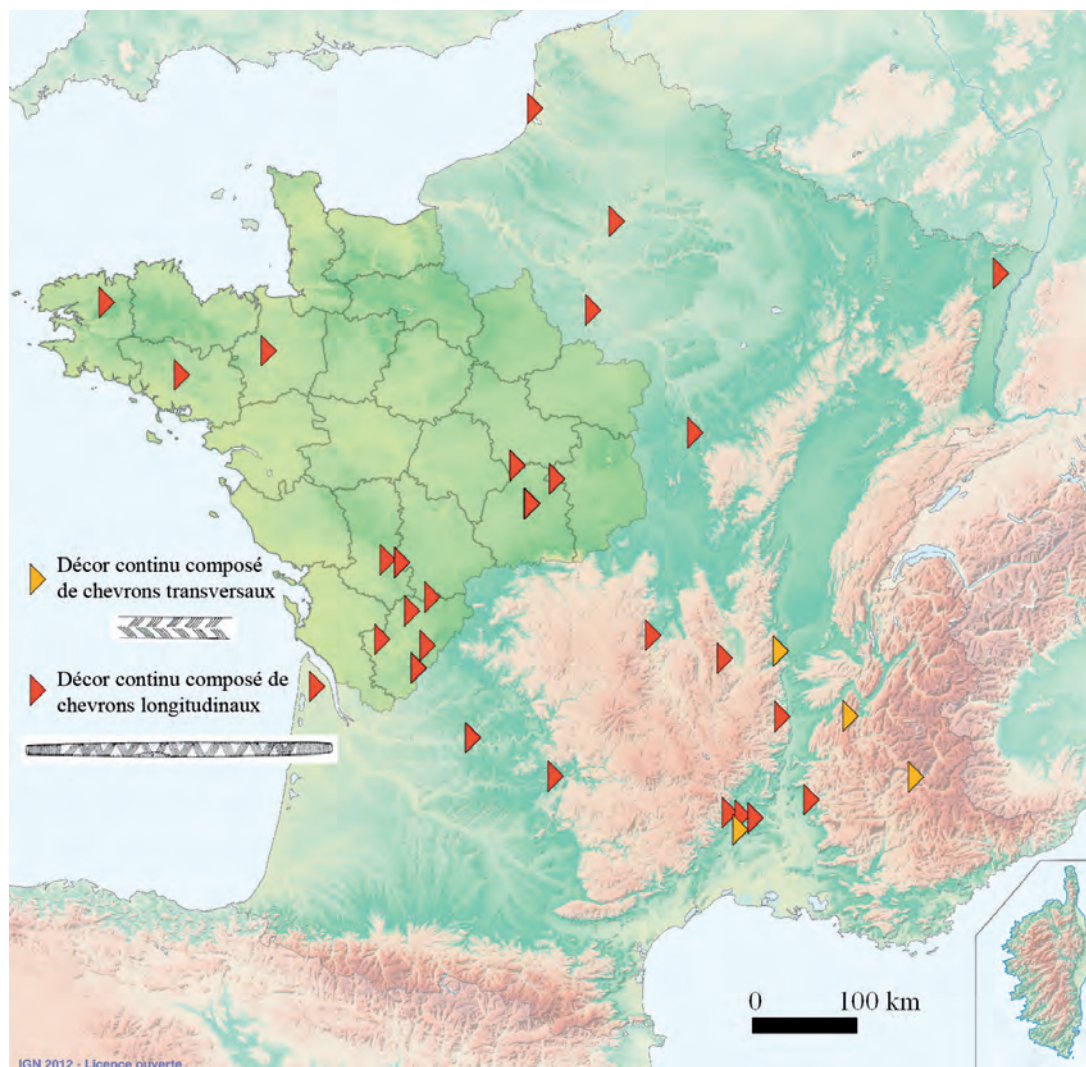 Décor continu composé
de chevrons transversaux
Décor continu composé de
chevrons longitudinaux
0 100 km
IGN 2012 - Licence ouverte